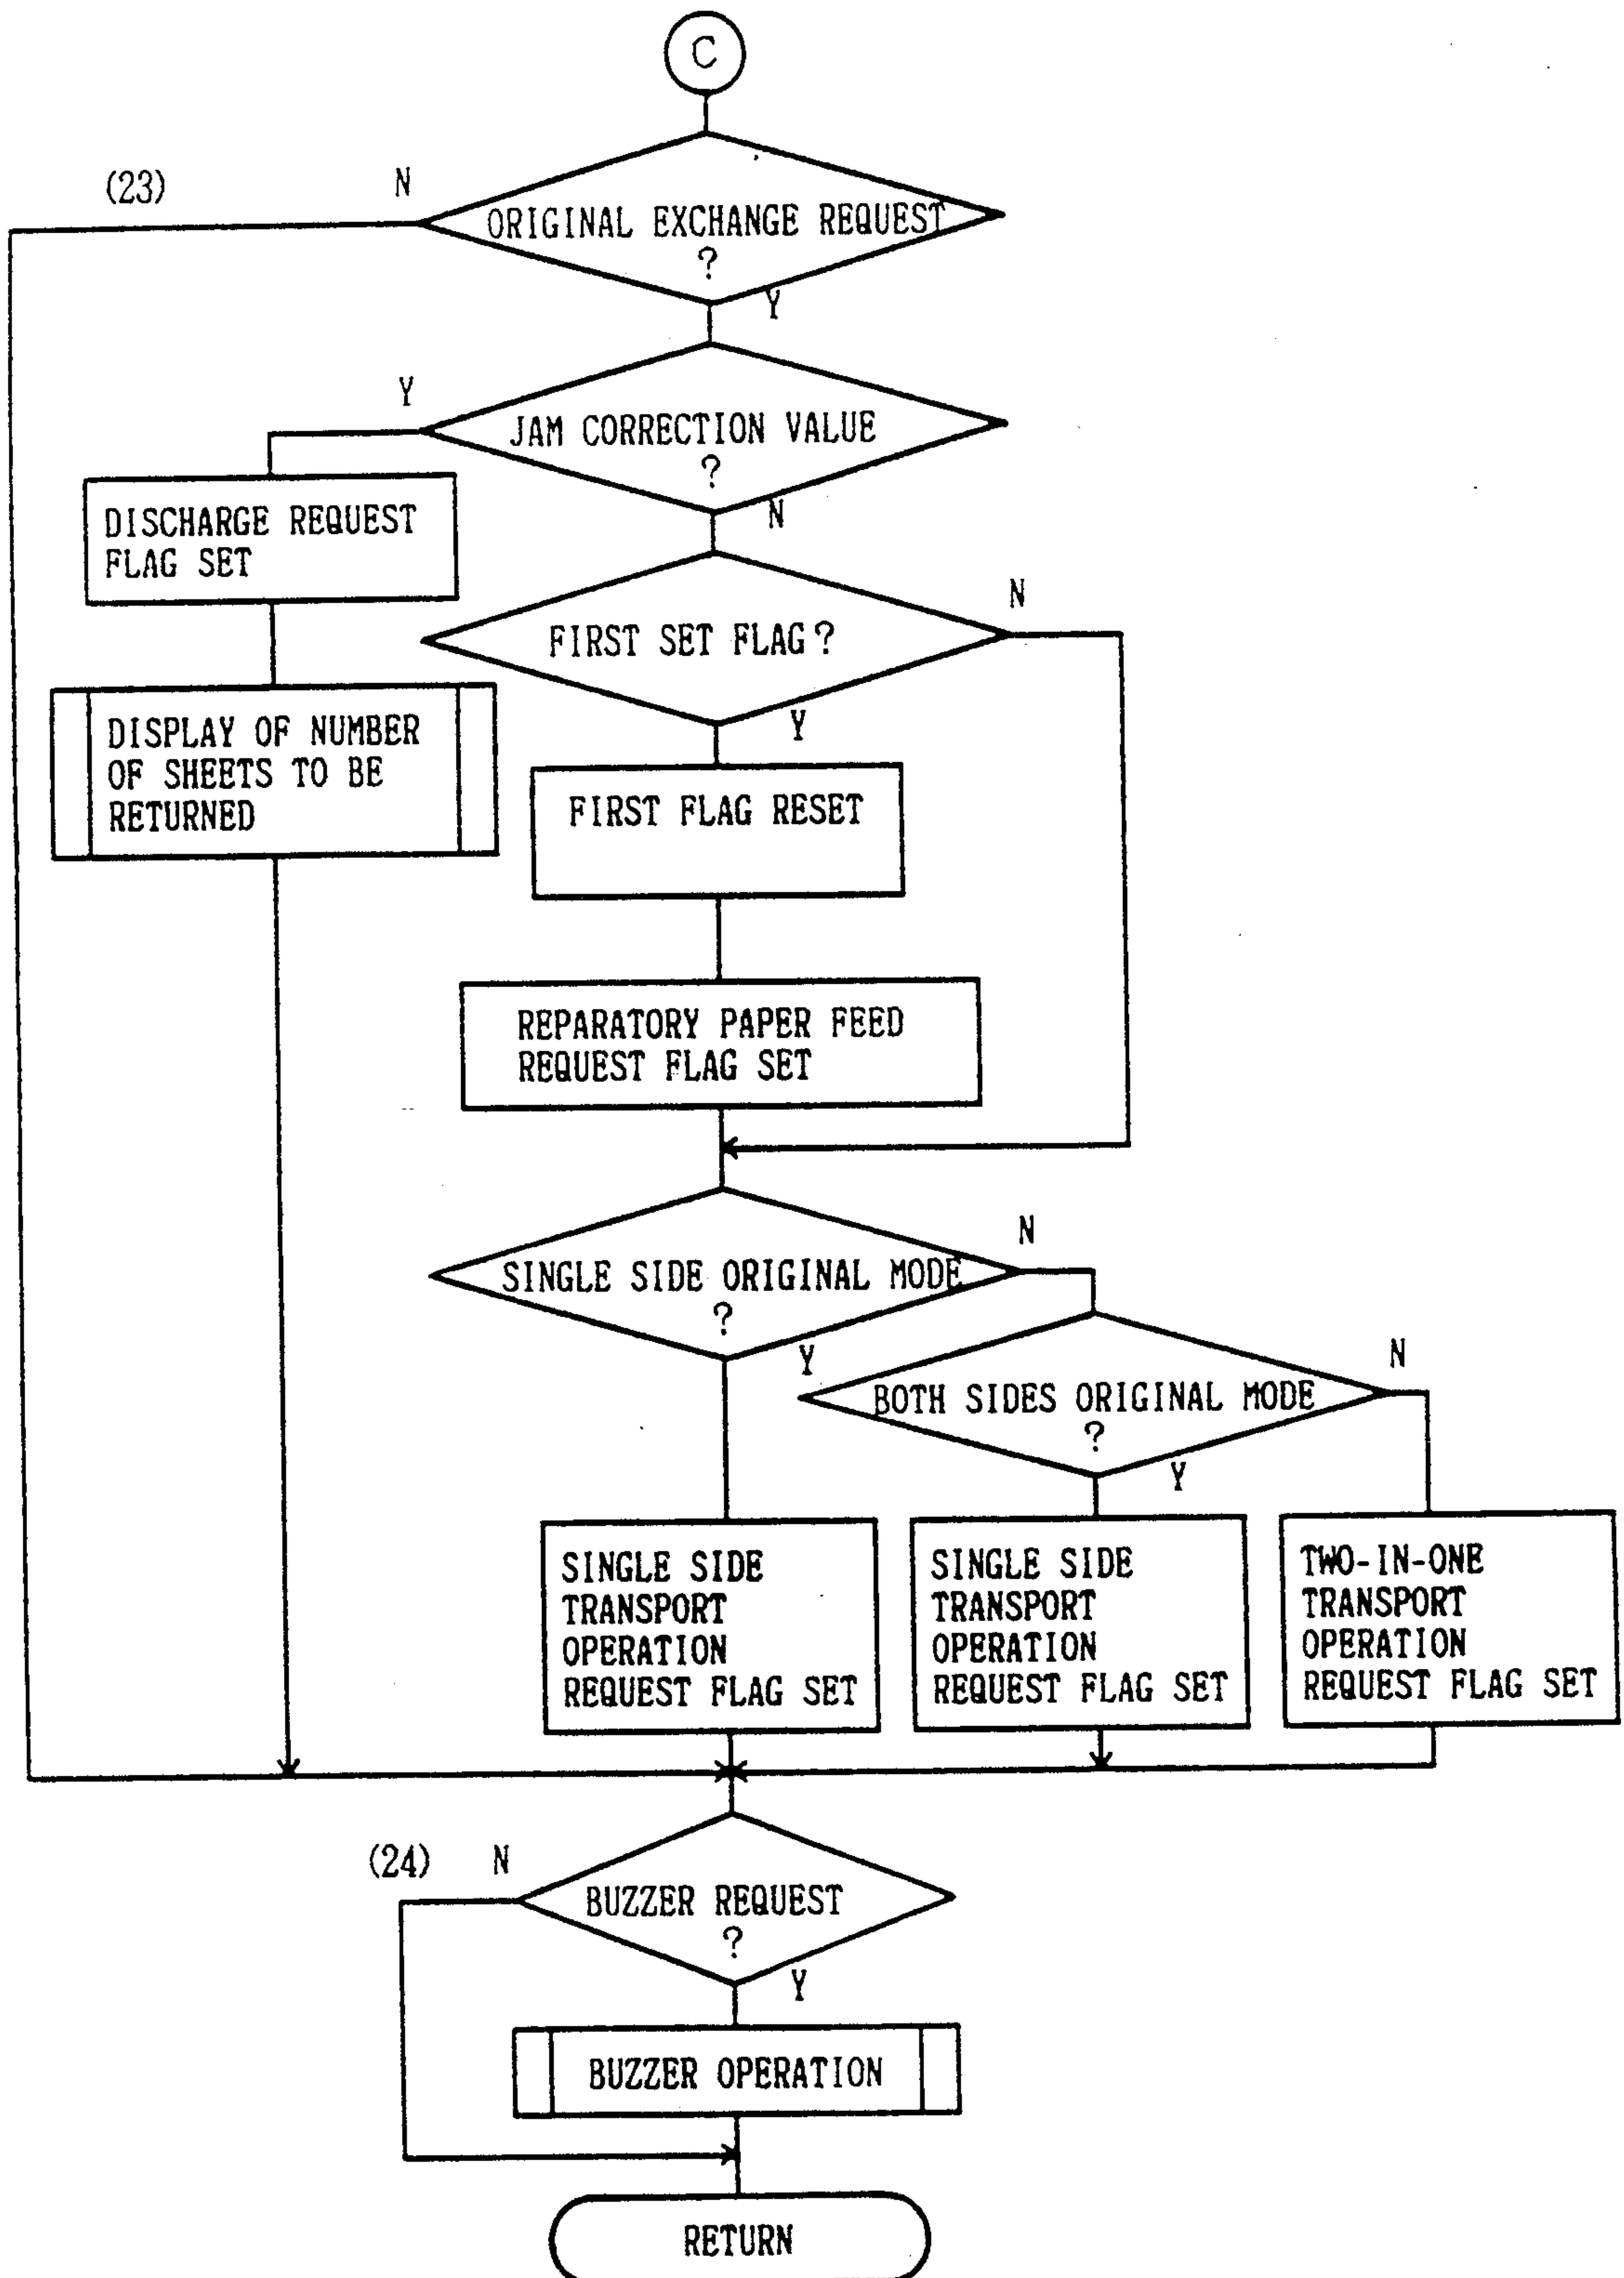 C
(23)
N
ORIGINAL EXCHANGE REQUEST
?
Y
Y
JAM CORRECTION VALUE
?
N
DISCHARGE REQUEST
FLAG SET
N
FIRST SET FLAG?
Y
DISPLAY OF NUMBER
OF SHEETS TO BE
RETURNED
FIRST FLAG RESET
REPARATORY PAPER FEED
REQUEST FLAG SET
N
SINGLE SIDE ORIGINAL MODE
?
Y
N
BOTH SIDES ORIGINAL MODE
?
Y
SINGLE SIDE
TRANSPORT
OPERATION
REQUEST FLAG SET
SINGLE SIDE
TRANSPORT
OPERATION
REQUEST FLAG SET
TWO-IN-ONE
TRANSPORT
OPERATION
REQUEST FLAG SET
(24)
N
BUZZER REQUEST
?
Y
BUZZER OPERATION
RETURN